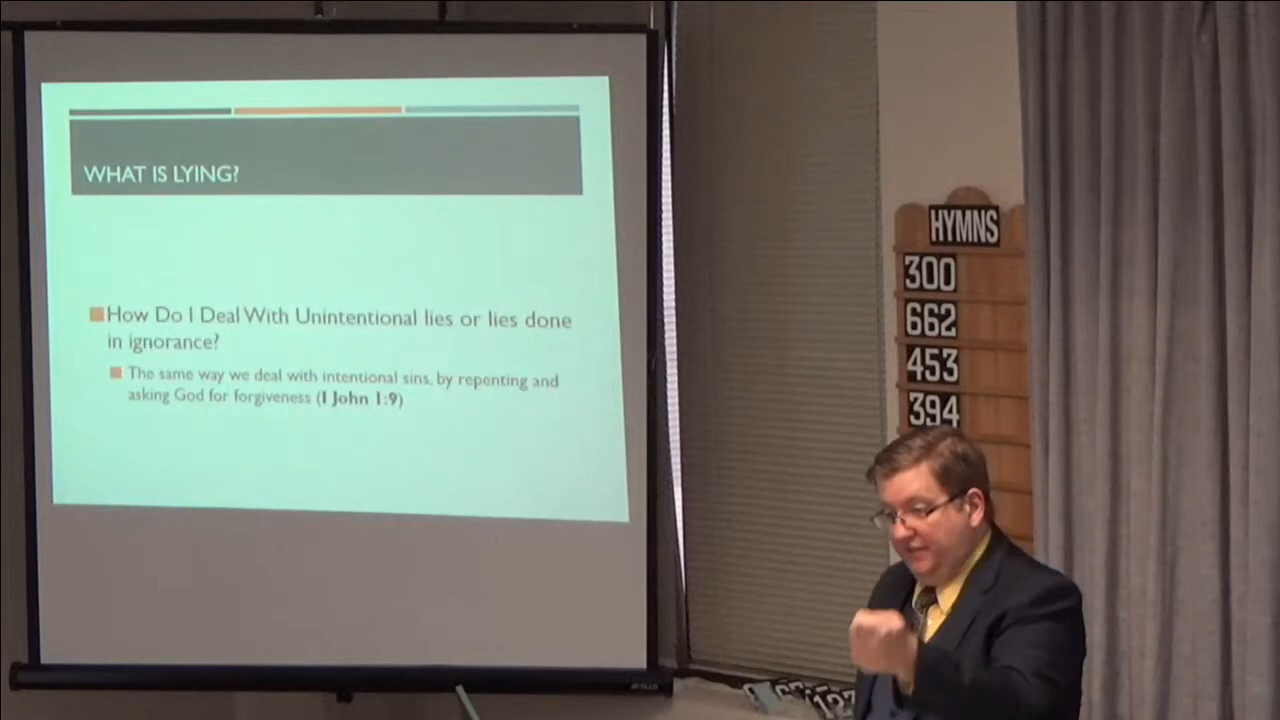 WHAT IS LYING?
How Do I Deal With Unintentional lies or lies done
in ignorance?
The same way we deal with intentional sins, by repenting and
asking God for forgiveness (I John 1:9)
HYMNS
300
662
453
394
APOLLO